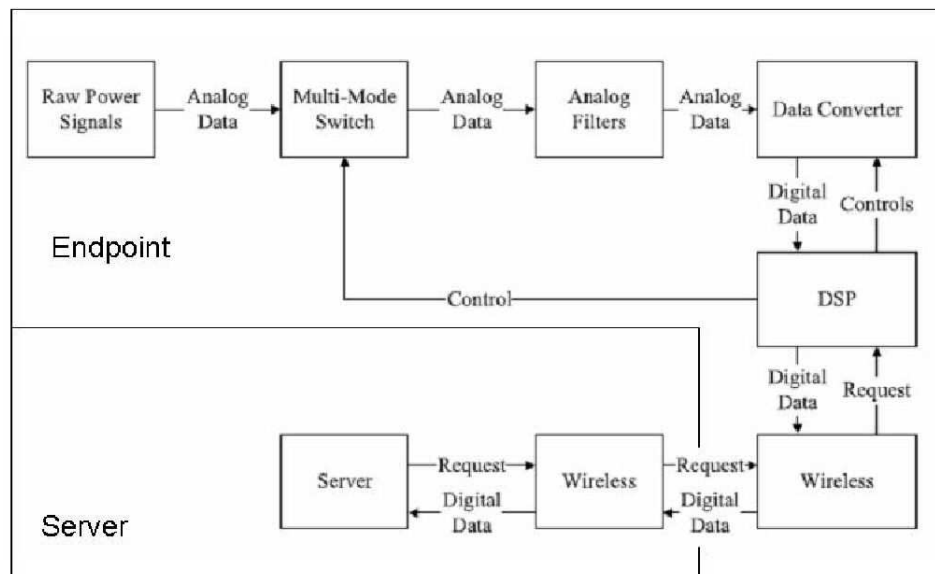 Raw Power
Signals
Analog
Data
Multi-Mode
Switch
Analog
Data
Analog
Filters
Analog
Data
Data Converter
Digital
Data
Controls
Endpoint
Control
DSP
Digital
Data
Request
Server
Request
Digital
Data
Wireless
Request
Digital
Data
Wireless
Server